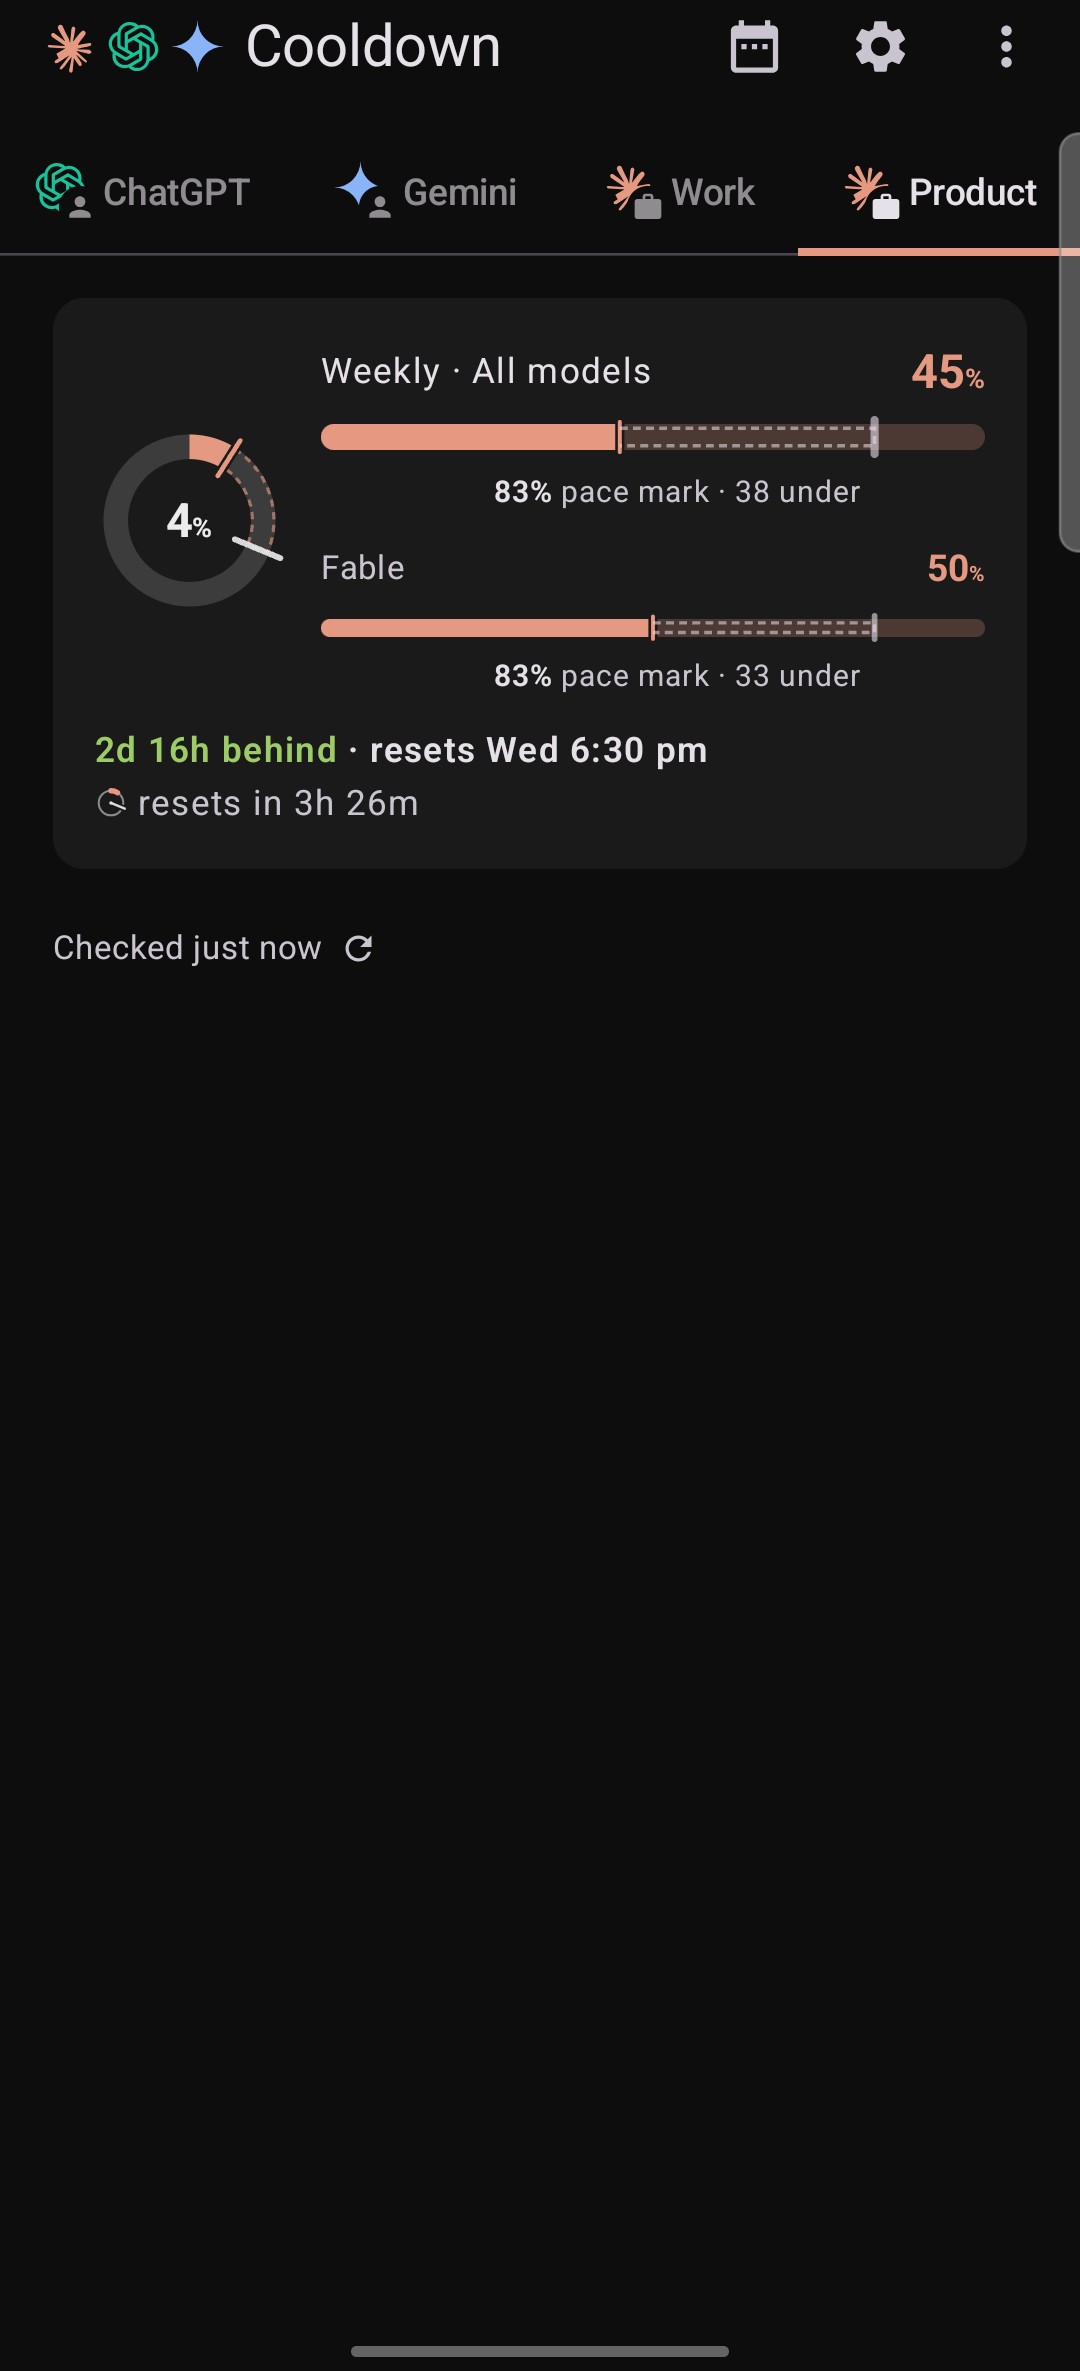 Cooldown
ChatGPT Gemini Work Product
Weekly · All models 45%
83% pace mark · 38 under
4%
Fable 50%
83% pace mark · 33 under
2d 16h behind · resets Wed 6:30 pm
resets in 3h 26m
Checked just now